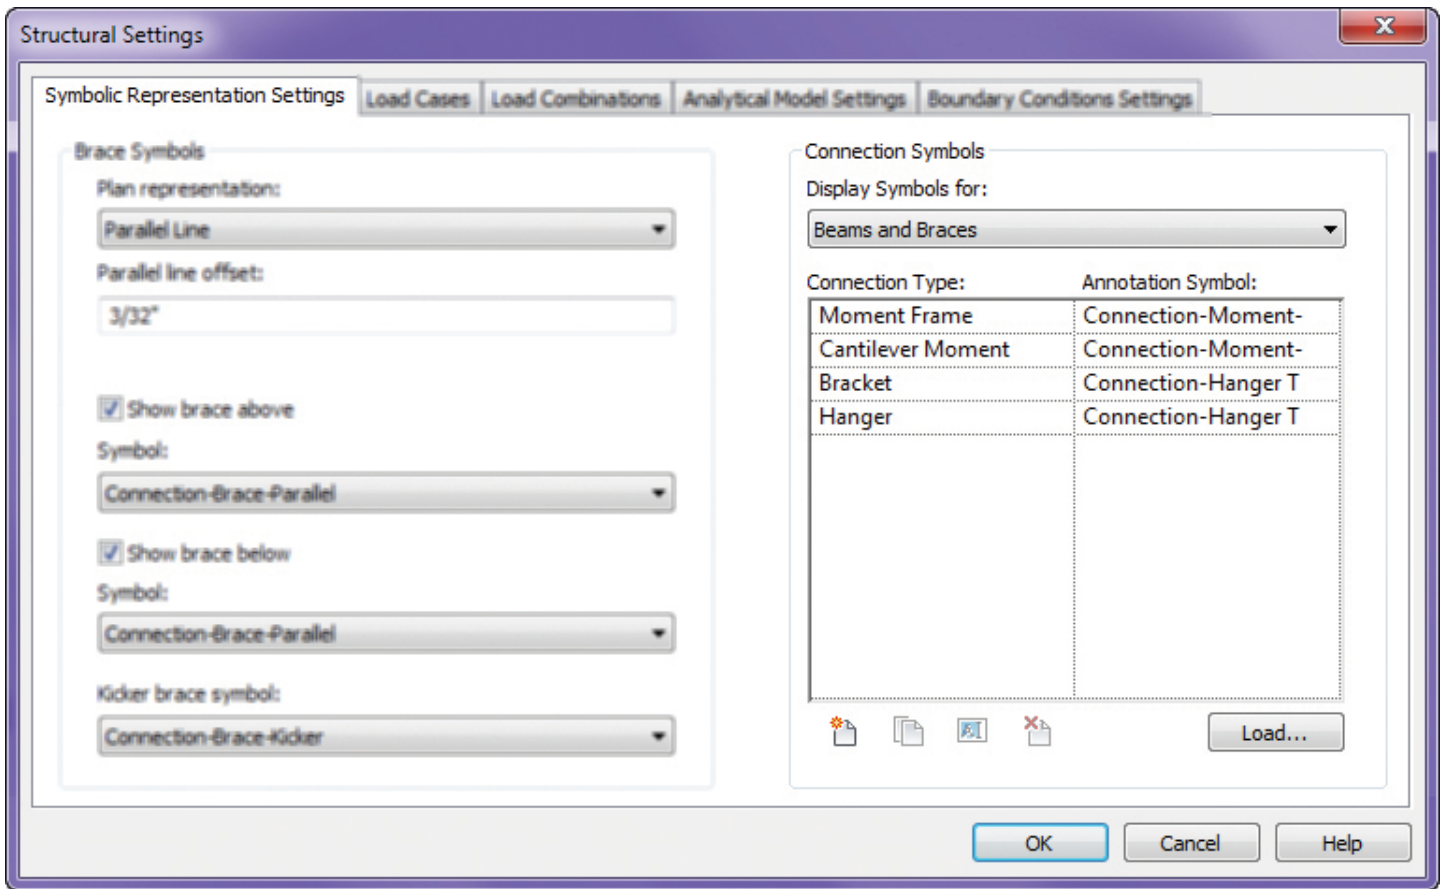 Structural Settings
Symbolic Representation Settings Load Cases Load Combinations Analytical Model Settings Boundary Conditions Settings
Brace Symbols
Plan representation:
Parallel Line
Parallel line offset:
3/32"
Show brace above
Symbol:
Connection-Brace-Parallel
Show brace below
Symbol:
Connection-Brace-Parallel
Kicker brace symbol:
Connection-Brace-Kicker
Connection Symbols
Display Symbols for:
Beams and Braces
Connection Type: Annotation Symbol:
Moment Frame Connection-Moment-
Cantilever Moment Connection-Moment-
Bracket Connection-Hanger T
Hanger Connection-Hanger T
Load...
OK Cancel Help